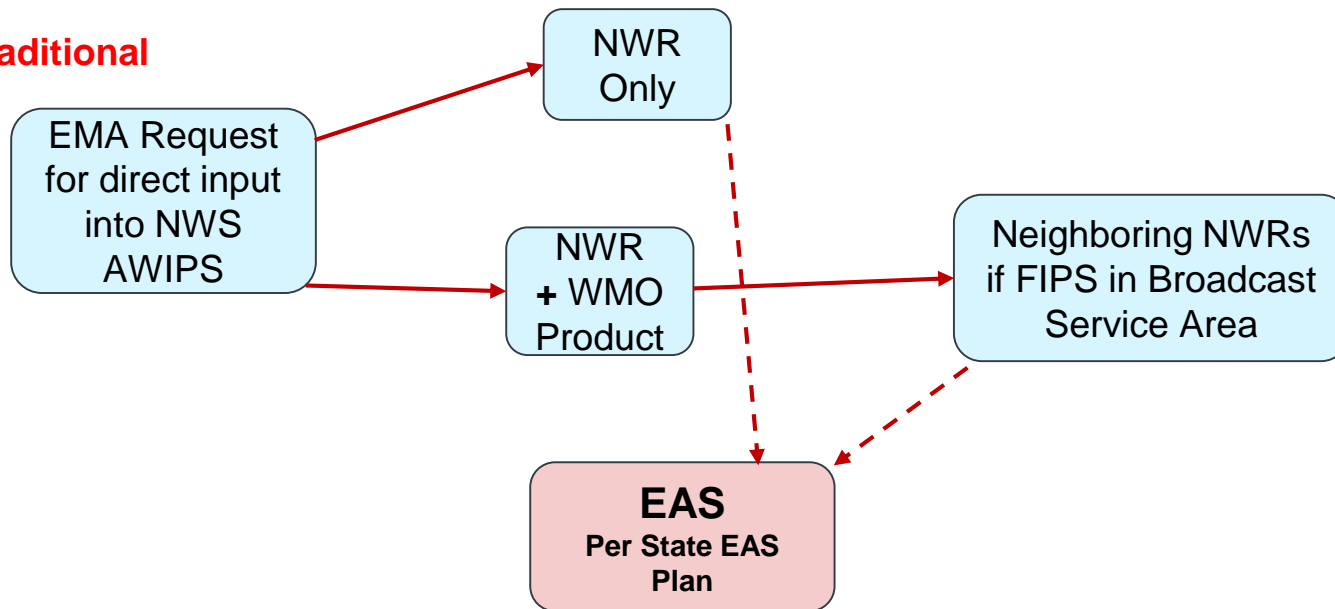 aditional
NWR
Only
EMA Request
for direct input
into NWS
AWIPS
NWR
+ WMO
Product
Neighboring NWRs
if FIPS in Broadcast
Service Area
EAS
Per State EAS
Plan